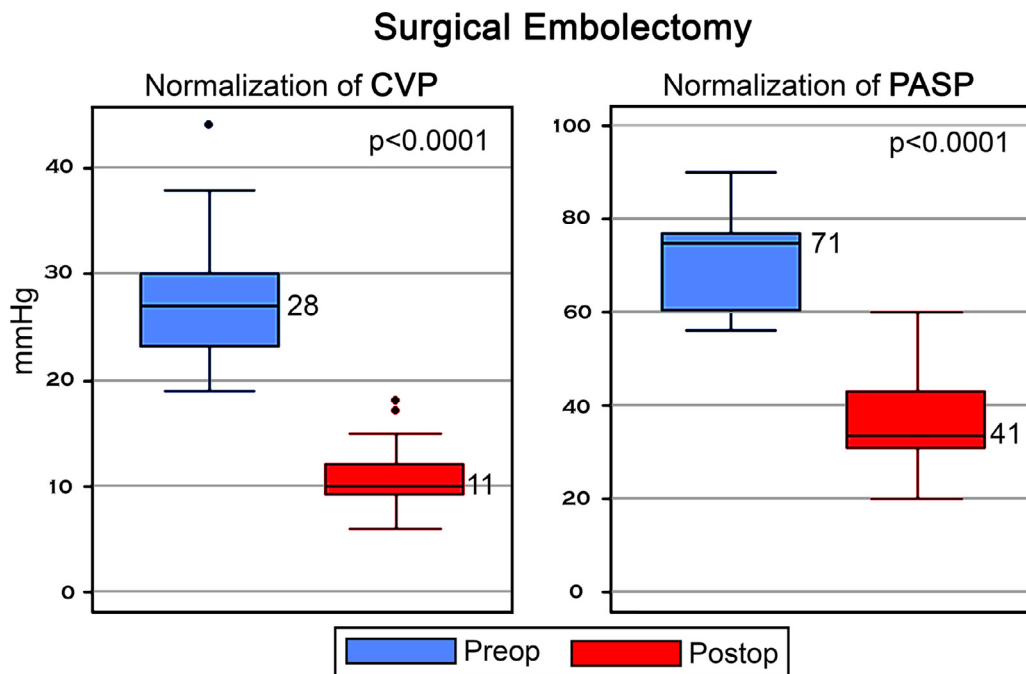 Surgical Embolectomy
Normalization of CVP
Normalization of PASP
p<0.0001
40
30
28
20
10
11
0
mmHg
p<0.0001
100
80
71
60
40
41
20
0
Preop
Postop